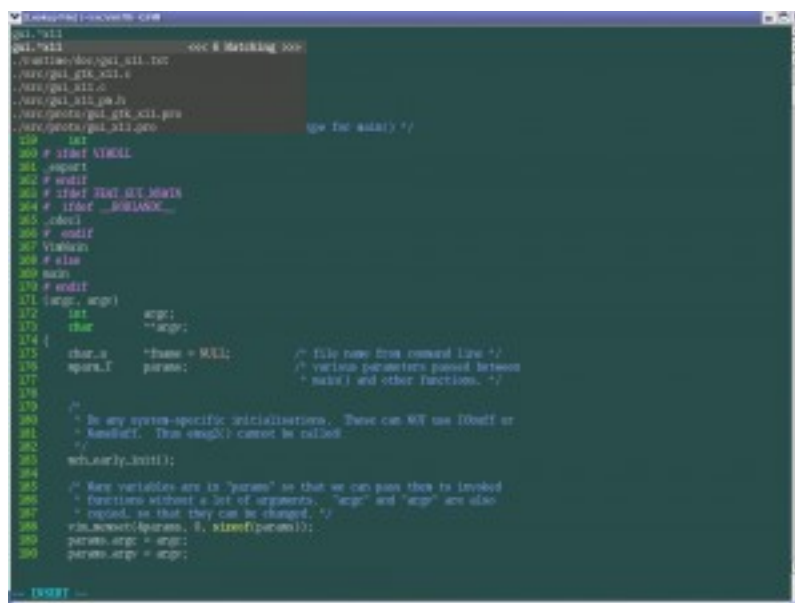 gui.*x11
gui.*x11 <<< 6 Matching >>>
./runtime/doc/gui_x11.txt
./src/gui_gtk_x11.c
./src/gui_x11.c
./src/gui_x11_pm.h
./src/proto/gui_gtk_x11.pro
./src/proto/gui_x11.pro for main() */
159 int
160 # ifdef VIMDLL
161 _export
162 # endif
163 # ifdef FEAT_GUI_MSWIN
164 # ifdef __BORLANDC__
165 _cdecl
166 # endif
167 VimMain
168 # else
169 main
170 # endif
171 (argc, argv)
172 int argc;
173 char **argv;
174 {
175 char_u *fname = NULL; /* file name from command line */
176 mparm_T params; /* various parameters passed between
177 * main() and other functions. */
178
179 /*
180 * Do any system-specific initialisations. These can NOT use IObuff or
181 * NameBuff. Thus emsg2() cannot be called!
182 */
183 mch_early_init();
184
185 /* Many variables are in "params" so that we can pass them to invoked
186 * functions without a lot of arguments. "argc" and "argv" are also
187 * copied, so that they can be changed. */
188 vim_memset(&params, 0, sizeof(params));
189 params.argc = argc;
190 params.argv = argv;
-- INSERT --